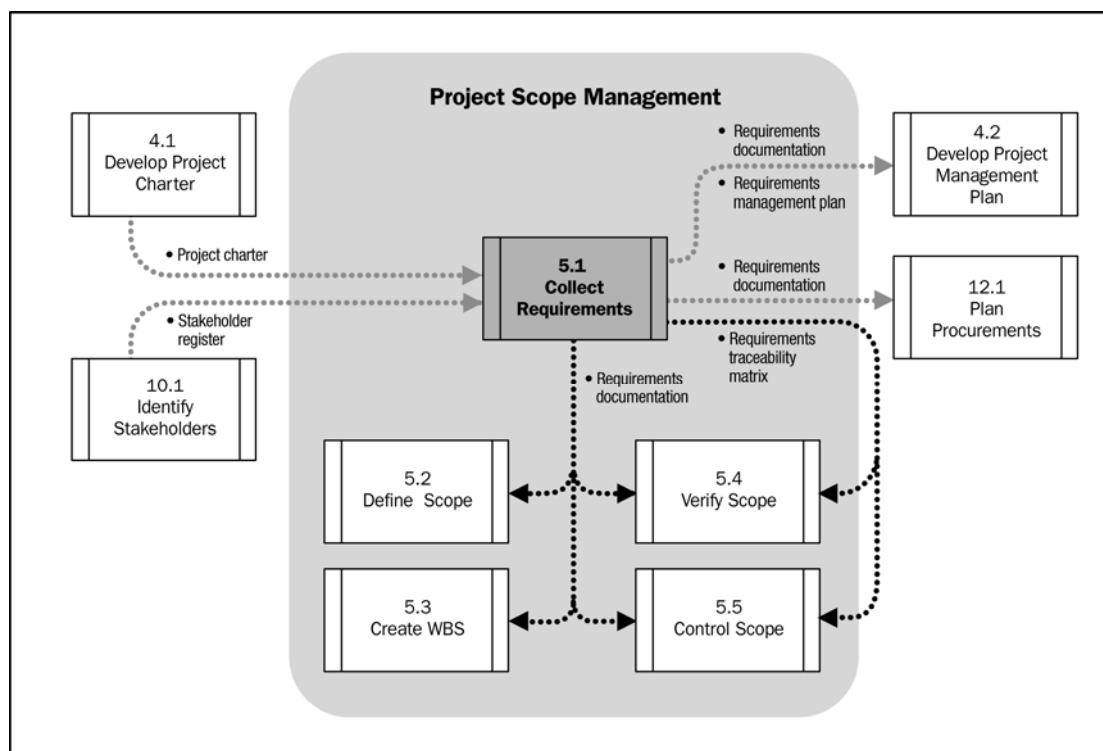 Project Scope Management
4.1
Develop Project
Charter
• Project charter
• Stakeholder
register
10.1
Identify
Stakeholders
5.1
Collect
Requirements
• Requirements
documentation
• Requirements
management plan
4.2
Develop Project
Management
Plan
• Requirements
documentation
12.1
Plan
Procurements
• Requirements
traceability
matrix
• Requirements
documentation
5.2
Define Scope
5.4
Verify Scope
5.3
Create WBS
5.5
Control Scope